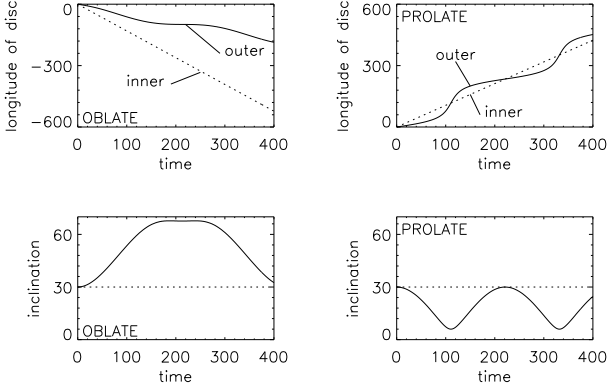 longitude of disc
0
-300
-600
outer
inner
OBLATE
0 100 200 300 400
time
longitude of disc
600
300
0
PROLATE
outer
inner
0 100 200 300 400
time
inclination
60
30
0
OBLATE
0 100 200 300 400
time
inclination
60
30
0
PROLATE
0 100 200 300 400
time